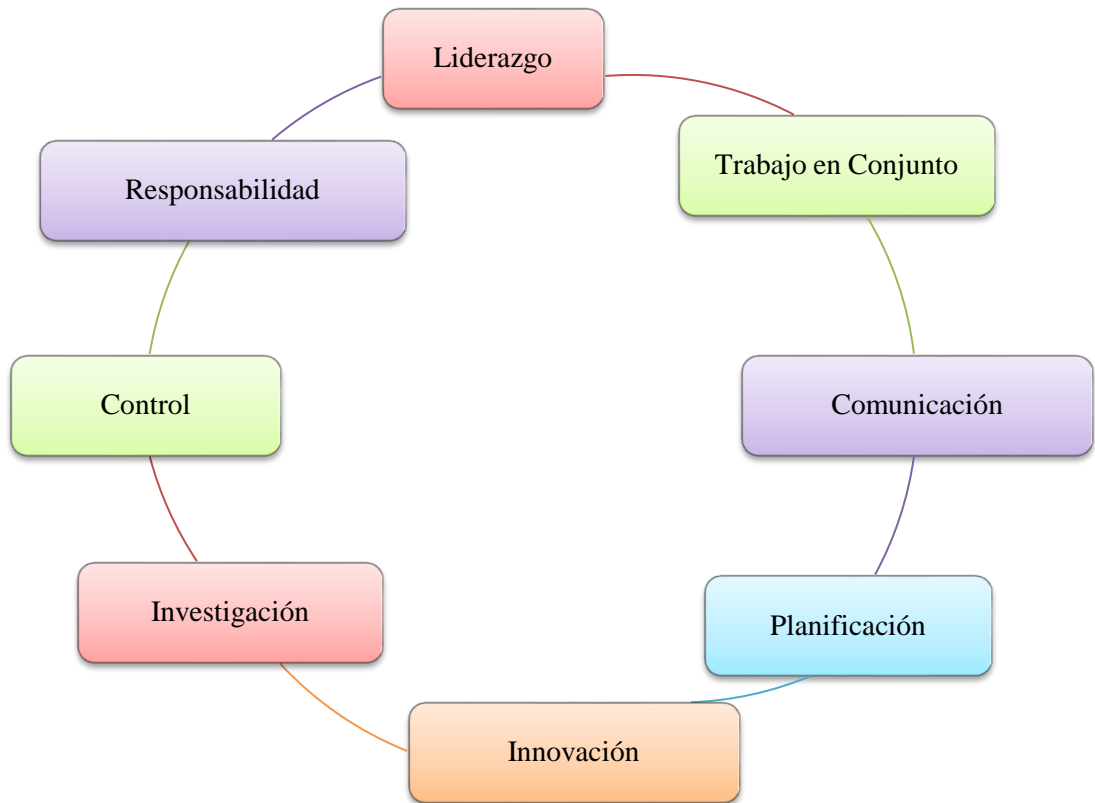 Liderazgo
Trabajo en Conjunto
Comunicación
Planificación
Innovación
Investigación
Control
Responsabilidad